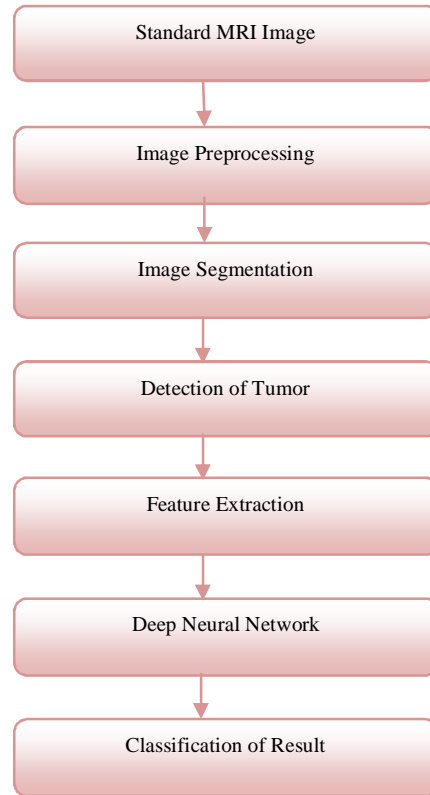 Standard MRI Image
Image Preprocessing
Image Segmentation
Detection of Tumor
Feature Extraction
Deep Neural Network
Classification of Result